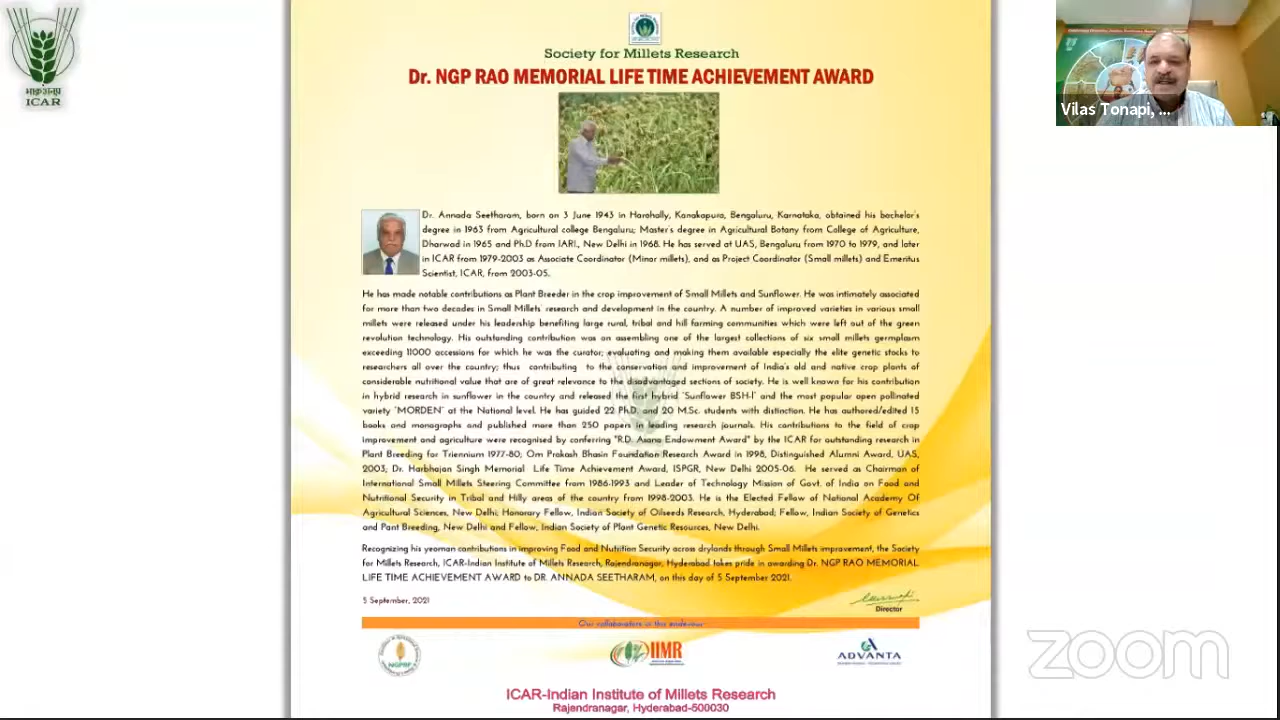 भाकृअनुप
ICAR
Society for Millets Research
Dr. NGP RAO MEMORIAL LIFE TIME ACHIEVEMENT AWARD
Vilas Tonapi, ...
Dr. Annada Seetharam, born on 3 June 1943 in Harohally, Kanakapura, Bengaluru, Karnataka, obtained his bachelor's
degree in 1963 from Agricultural college Bengaluru; Master's degree in Agricultural Botany from College of Agriculture,
Dharwad in 1965 and Ph.D from IARI., New Delhi in 1968. He has served at UAS, Bengaluru from 1970 to 1979, and later
in ICAR from 1979-2003 as Associate Coordinator (Minor millets), and as Project Coordinator (Small millets) and Emeritus
Scientist, ICAR, from 2003-05.
He has made notable contributions as Plant Breeder in the crop improvement of Small Millets and Sunflower. He was intimately associated
for more than two decades in Small Millets' research and development in the country. A number of improved varieties in various small
millets were released under his leadership benefiting large rural, tribal and hill farming communities which were left out of the green
revolution technology. His outstanding contribution was on assembling one of the largest collections of six small millets germplasm
exceeding 11000 accessions for which he was the curator; evaluating and making them available especially the elite genetic stocks to
researchers all over the country; thus contributing to the conservation and improvement of India's old and native crop plants of
considerable nutritional value that are of great relevance to the disadvantaged sections of society. He is well known for his contribution
in hybrid research in sunflower in the country and released the first hybrid 'Sunflower BSH-1' and the most popular open pollinated
variety "MORDEN" at the National level. He has guided 22 Ph.D. and 20 M.Sc. students with distinction. He has authored/edited 15
books and monographs and published more than 250 papers in leading research journals. His contributions to the field of crop
improvement and agriculture were recognised by conferring "R.D. Asana Endowment Award" by the ICAR for outstanding research in
Plant Breeding for Triennium 1977-80; Om Prakash Bhasin Foundation Research Award in 1998, Distinguished Alumni Award, UAS,
2003; Dr. Harbhajan Singh Memorial Life Time Achievement Award, ISPGR, New Delhi 2005-06. He served as Chairman of
International Small Millets Steering Committee from 1986-1993 and Leader of Technology Mission of Govt. of India on Food and
Nutritional Security in Tribal and Hilly areas of the country from 1998-2003. He is the Elected Fellow of National Academy Of
Agricultural Sciences, New Delhi; Honorary Fellow, Indian Society of Oilseeds Research, Hyderabad; Fellow, Indian Society of Genetics
and Pant Breeding, New Delhi and Fellow, Indian Society of Plant Genetic Resources, New Delhi.
Recognizing his yeoman contributions in improving Food and Nutrition Security across drylands through Small Millets improvement, the Society
for Millets Research, ICAR-Indian Institute of Millets Research, Rajendranagar, Hyderabad takes pride in awarding Dr. NGP RAO MEMORIAL
LIFE TIME ACHIEVEMENT AWARD to DR. ANNADA SEETHARAM, on this day of 5 September 2021.
5 September, 2021
Director
Our collaborators in this endeavour
NGPRF
IIMR
ADVANTA
zoom
ICAR-Indian Institute of Millets Research
Rajendranagar, Hyderabad-500030